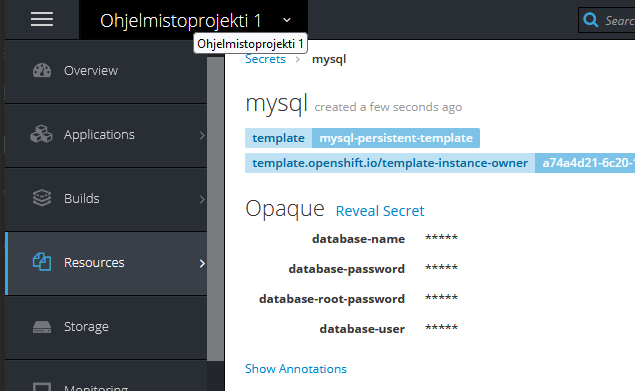 Ohjelmistoprojekti 1
Search
Ohjelmistoprojekti 1
Overview
Applications
Builds
Resources
Storage
Monitoring
Secrets
mysql
mysql created a few seconds ago
template mysql-persistent-template
template.openshift.io/template-instance-owner a74a4d21-6c20-1
Opaque Reveal Secret
database-name *****
database-password *****
database-root-password *****
database-user *****
Show Annotations